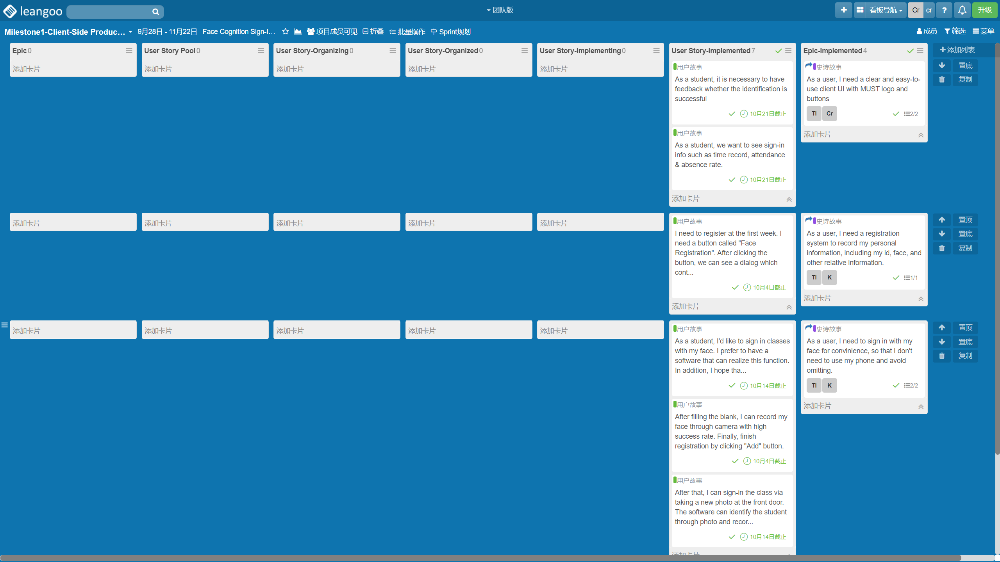 leangoo
团队版
看板导航
Cr
cr
?
升级
Milestone1-Client-Side Produc...
9月28日 - 11月22日
Face Cognition Sign-I...
项目成员可见
折叠
批量操作
Sprint规划
成员
筛选
菜单
Epic 0
添加卡片
User Story Pool 0
添加卡片
User Story-Organizing 0
添加卡片
User Story-Organized 0
添加卡片
User Story-Implementing 0
添加卡片
User Story-Implemented 7
用户故事
As a student, it is necessary to have
feedback whether the identification is
successful
10月21日截止
用户故事
As a student, we want to see sign-in
info such as time record, attendance
& absence rate.
10月21日截止
添加卡片
Epic-Implemented 4
史诗故事
As a user, I need a clear and easy-to-
use client UI with MUST logo and
buttons
TI
Cr
2/2
添加卡片
添加列表
置底
复制
添加卡片
添加卡片
添加卡片
添加卡片
添加卡片
用户故事
I need to register at the first week. I
need a button called "Face
Registration". After clicking the
button, we can see a dialog which
cont...
10月4日截止
添加卡片
史诗故事
As a user, I need a registration
system to record my personal
information, including my id, face, and
other relative information.
TI
K
1/1
添加卡片
置顶
置底
复制
添加卡片
添加卡片
添加卡片
添加卡片
添加卡片
用户故事
As a student, I'd like to sign in classes
with my face. I prefer to have a
software that can realize this function.
In addition, I hope tha...
10月14日截止
用户故事
After filling the blank, I can record my
face through camera with high
success rate. Finally, finish
registration by clicking "Add" button.
10月4日截止
用户故事
After that, I can sign-in the class via
taking a new photo at the front door.
The software can identify the student
through photo and recor...
10月14日截止
添加卡片
史诗故事
As a user, I need to sign in with my
face for convinience, so that I don't
need to use my phone and avoid
omitting.
TI
K
2/2
添加卡片
置顶
置底
复制